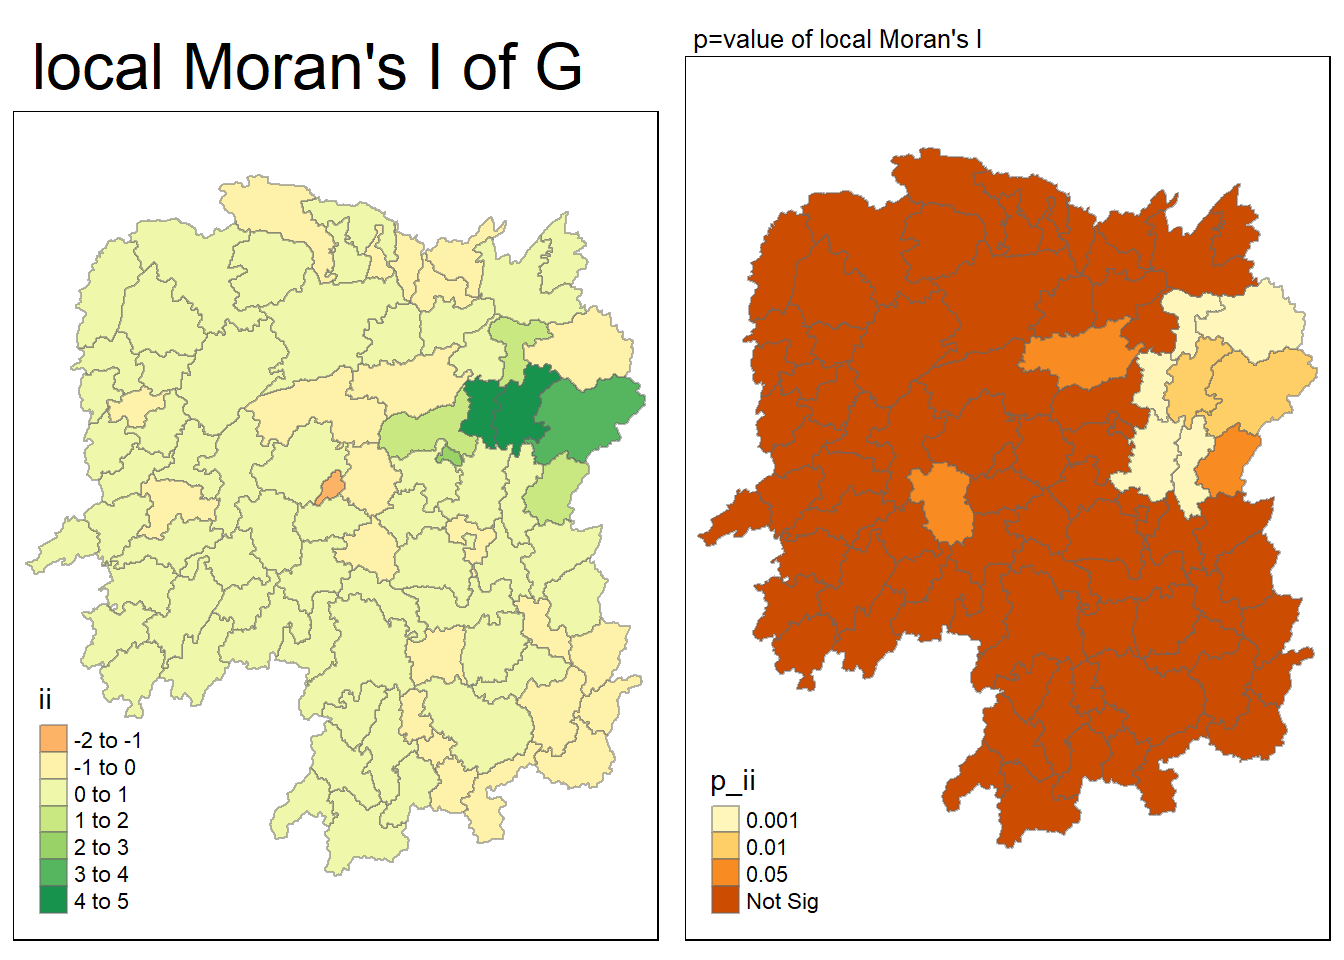 local Moran's I of G
ii
-2 to -1
-1 to 0
0 to 1
1 to 2
2 to 3
3 to 4
4 to 5
p=value of local Moran's I
p_ii
0.001
0.01
0.05
Not Sig